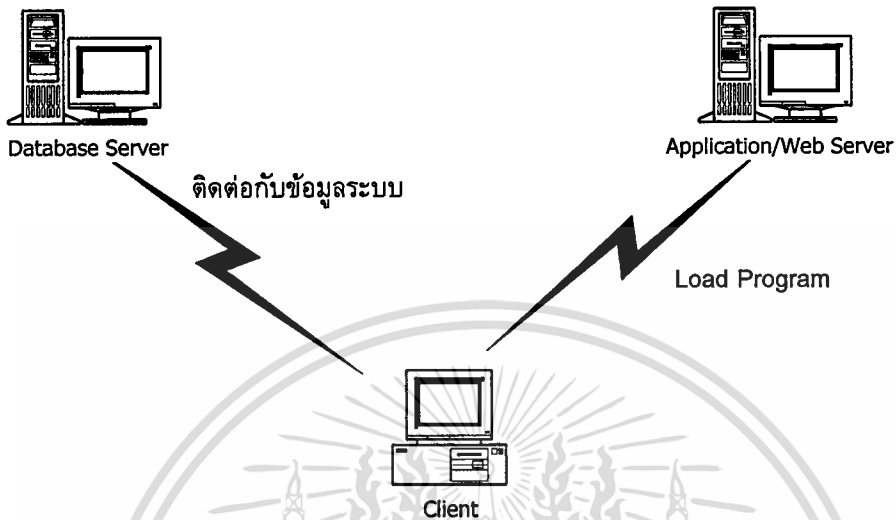 Database Server
Application/Web Server
ติดต่อกับข้อมูลระบบ
Load Program
Client